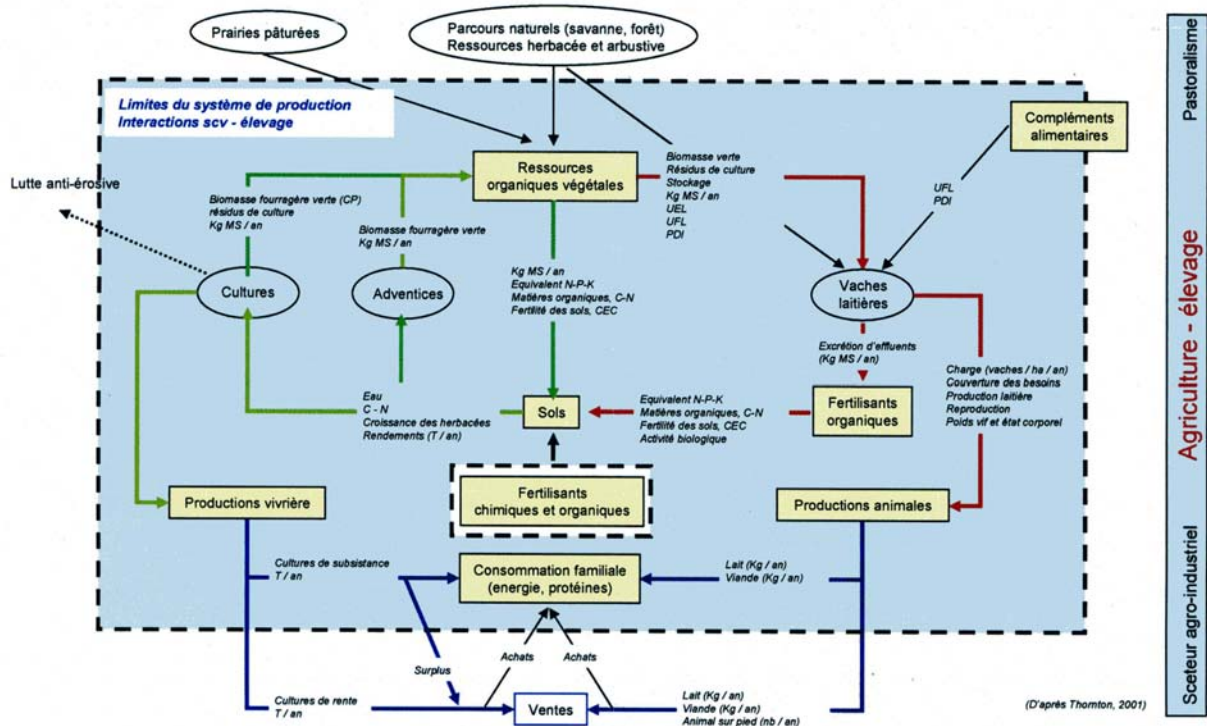 Prairies pâturées
Parcours naturels (savanne, forêt)
Ressources herbacée et arbustive
Limites du système de production
Interactions scv - élevage
Compléments
alimentaires
Ressources
organiques végétales
Biomasse verte
Résidus de culture
Stockage
Kg MS / an
UEL
UFL
PDI
UFL
PDI
Lutte anti-érosive
Biomasse fourragère verte (CP)
résidus de culture
Kg MS / an
Biomasse fourragère verte
Kg MS / an
Cultures
Adventices
Kg MS / an
Equivalent N-P-K
Matières organiques, C-N
Fertilité des sols, CEC
Vaches
laitières
Excrétion d'effluents
(Kg MS / an)
Charge (vaches / ha / an)
Couverture des besoins
Production laitière
Reproduction
Poids vif et état corporel
Eau
C - N
Croissance des herbacées
Rendements (T / an)
Sols
Equivalent N-P-K
Matières organiques, C-N
Fertilité des sols, CEC
Activité biologique
Fertilisants
organiques
Productions vivrière
Fertilisants
chimiques et organiques
Productions animales
Cultures de subsistance
T / an
Consommation familiale
(energie, protéines)
Lait (Kg / an)
Viande (Kg / an)
Surplus
Achats
Achats
Cultures de rente
T / an
Ventes
Lait (Kg / an)
Viande (Kg / an)
Animal sur pied (nb / an)
(D'après Thornton, 2001)
Pastoralisme
Agriculture - élevage
Sceteur agro-industriel